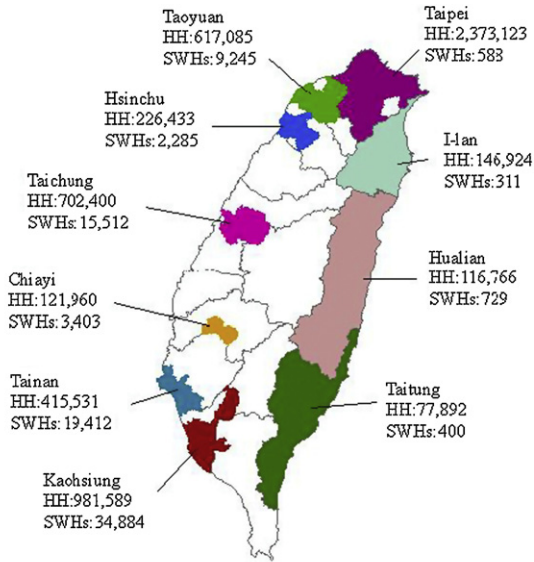 Taoyuan
HH:617,085
SWHs:9,245
Taipei
HH:2,373,123
SWHs:583
Hsinchu
HH:226,433
SWHs:2,285
I-lan
HH:146,924
SWHs:311
Taichung
HH:702,400
SWHs:15,512
Hualian
HH:116,766
SWHs:729
Chiayi
HH:121,960
SWHs:3,403
Tainan
HH:415,531
SWHs:19,412
Taitung
HH:77,892
SWHs:400
Kaohsiung
HH:981,589
SWHs:34,884